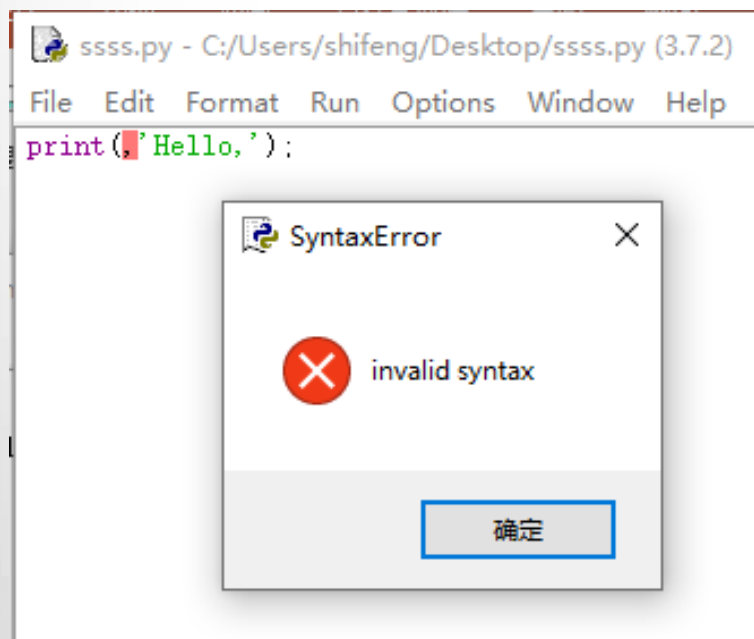 ssss.py - C:/Users/shifeng/Desktop/ssss.py (3.7.2)
File Edit Format Run Options Window Help
print(,'Hello,');
SyntaxError
invalid syntax
确定